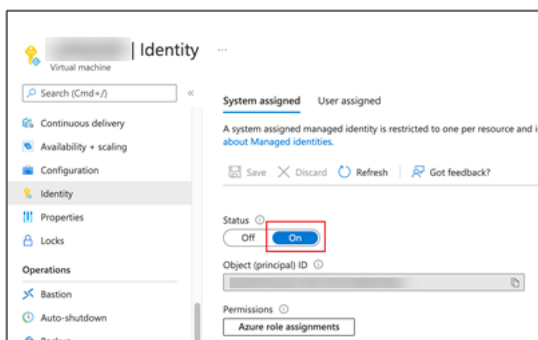 | Identity ...
Virtual machine
Search (Cmd+/)
«
Continuous delivery
Availability + scaling
Configuration
Identity
Properties
Locks
Operations
Bastion
Auto-shutdown
System assigned User assigned
A system assigned managed identity is restricted to one per resource and i
about Managed identities.
Save Discard Refresh Got feedback?
Status
Off On
Object (principal) ID
Permissions
Azure role assignments